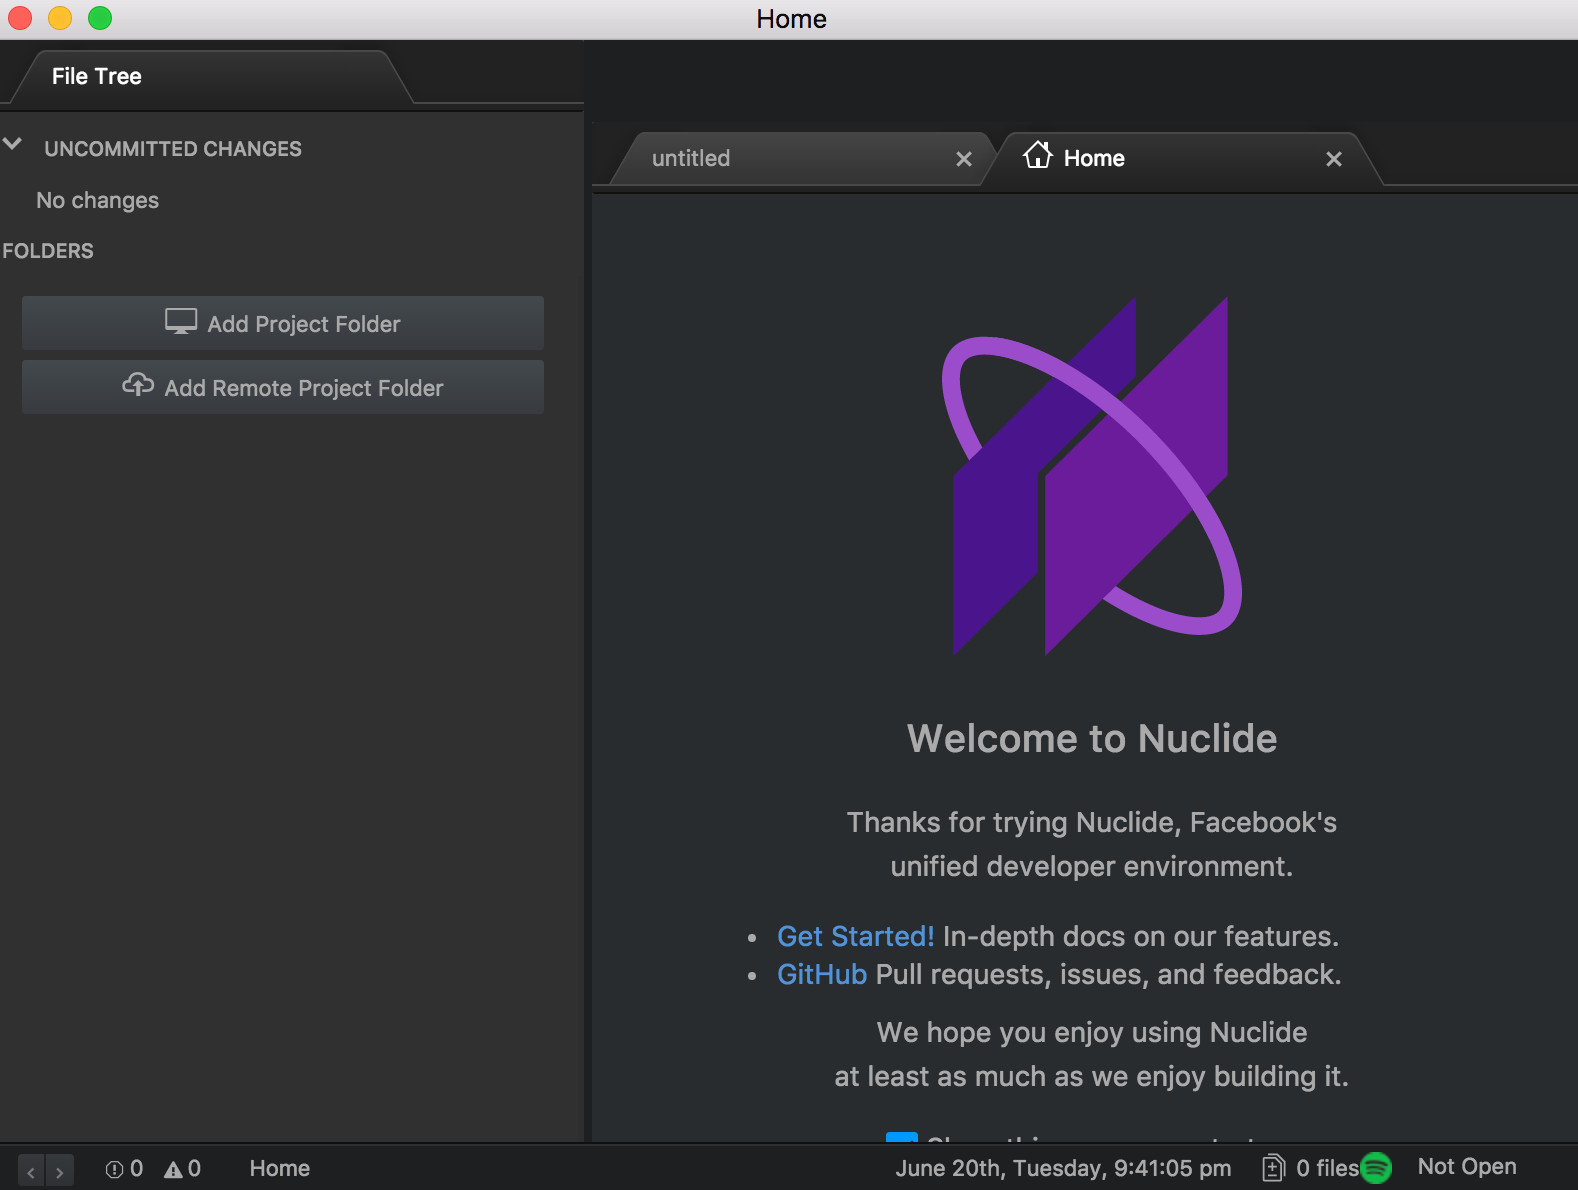 Home
File Tree
UNCOMMITTED CHANGES
No changes
FOLDERS
Add Project Folder
Add Remote Project Folder
untitled
Home
Welcome to Nuclide
Thanks for trying Nuclide, Facebook's
unified developer environment.
Get Started! In-depth docs on our features.
GitHub Pull requests, issues, and feedback.
We hope you enjoy using Nuclide
at least as much as we enjoy building it.
0 0 Home June 20th, Tuesday, 9:41:05 pm 0 files Not Open